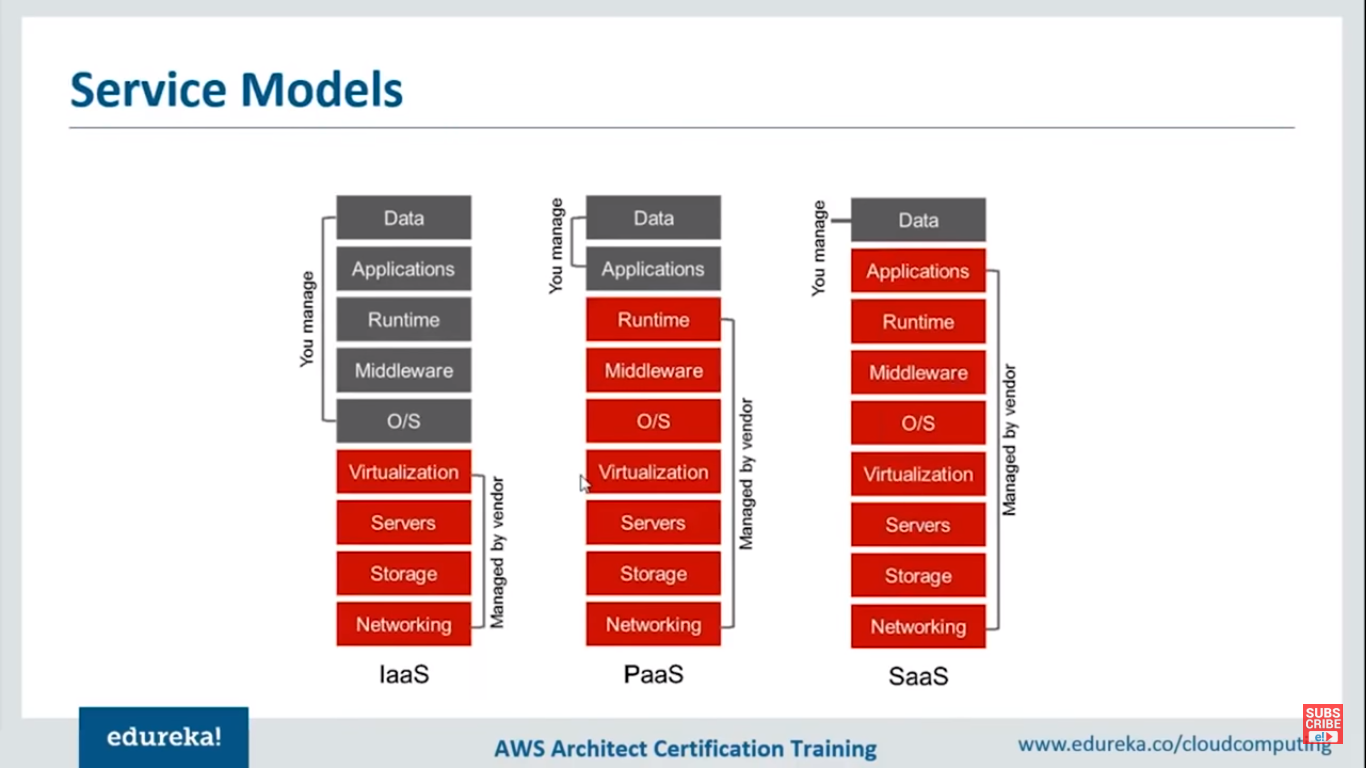 Service Models
You manage
Data
Applications
Runtime
Middleware
O/S
Virtualization
Servers
Storage
Networking
Managed by vendor
IaaS
You manage
Data
Applications
Runtime
Middleware
O/S
Virtualization
Servers
Storage
Networking
Managed by vendor
PaaS
You manage
Data
Applications
Runtime
Middleware
O/S
Virtualization
Servers
Storage
Networking
Managed by vendor
SaaS
edureka!
AWS Architect Certification Training
www.edureka.co/cloudcomputing
SUBS
CRIBE
e!